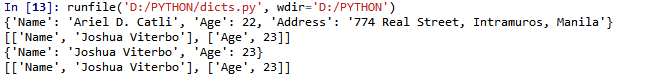 In [13]: runfile('D:/PYTHON/dicts.py', wdir='D:/PYTHON')
{'Name': 'Ariel D. Catli', 'Age': 22, 'Address': '774 Real Street, Intramuros, Manila'}
[['Name', 'Joshua Viterbo'], ['Age', 23]]
{'Name': 'Joshua Viterbo', 'Age': 23}
[['Name', 'Joshua Viterbo'], ['Age', 23]]